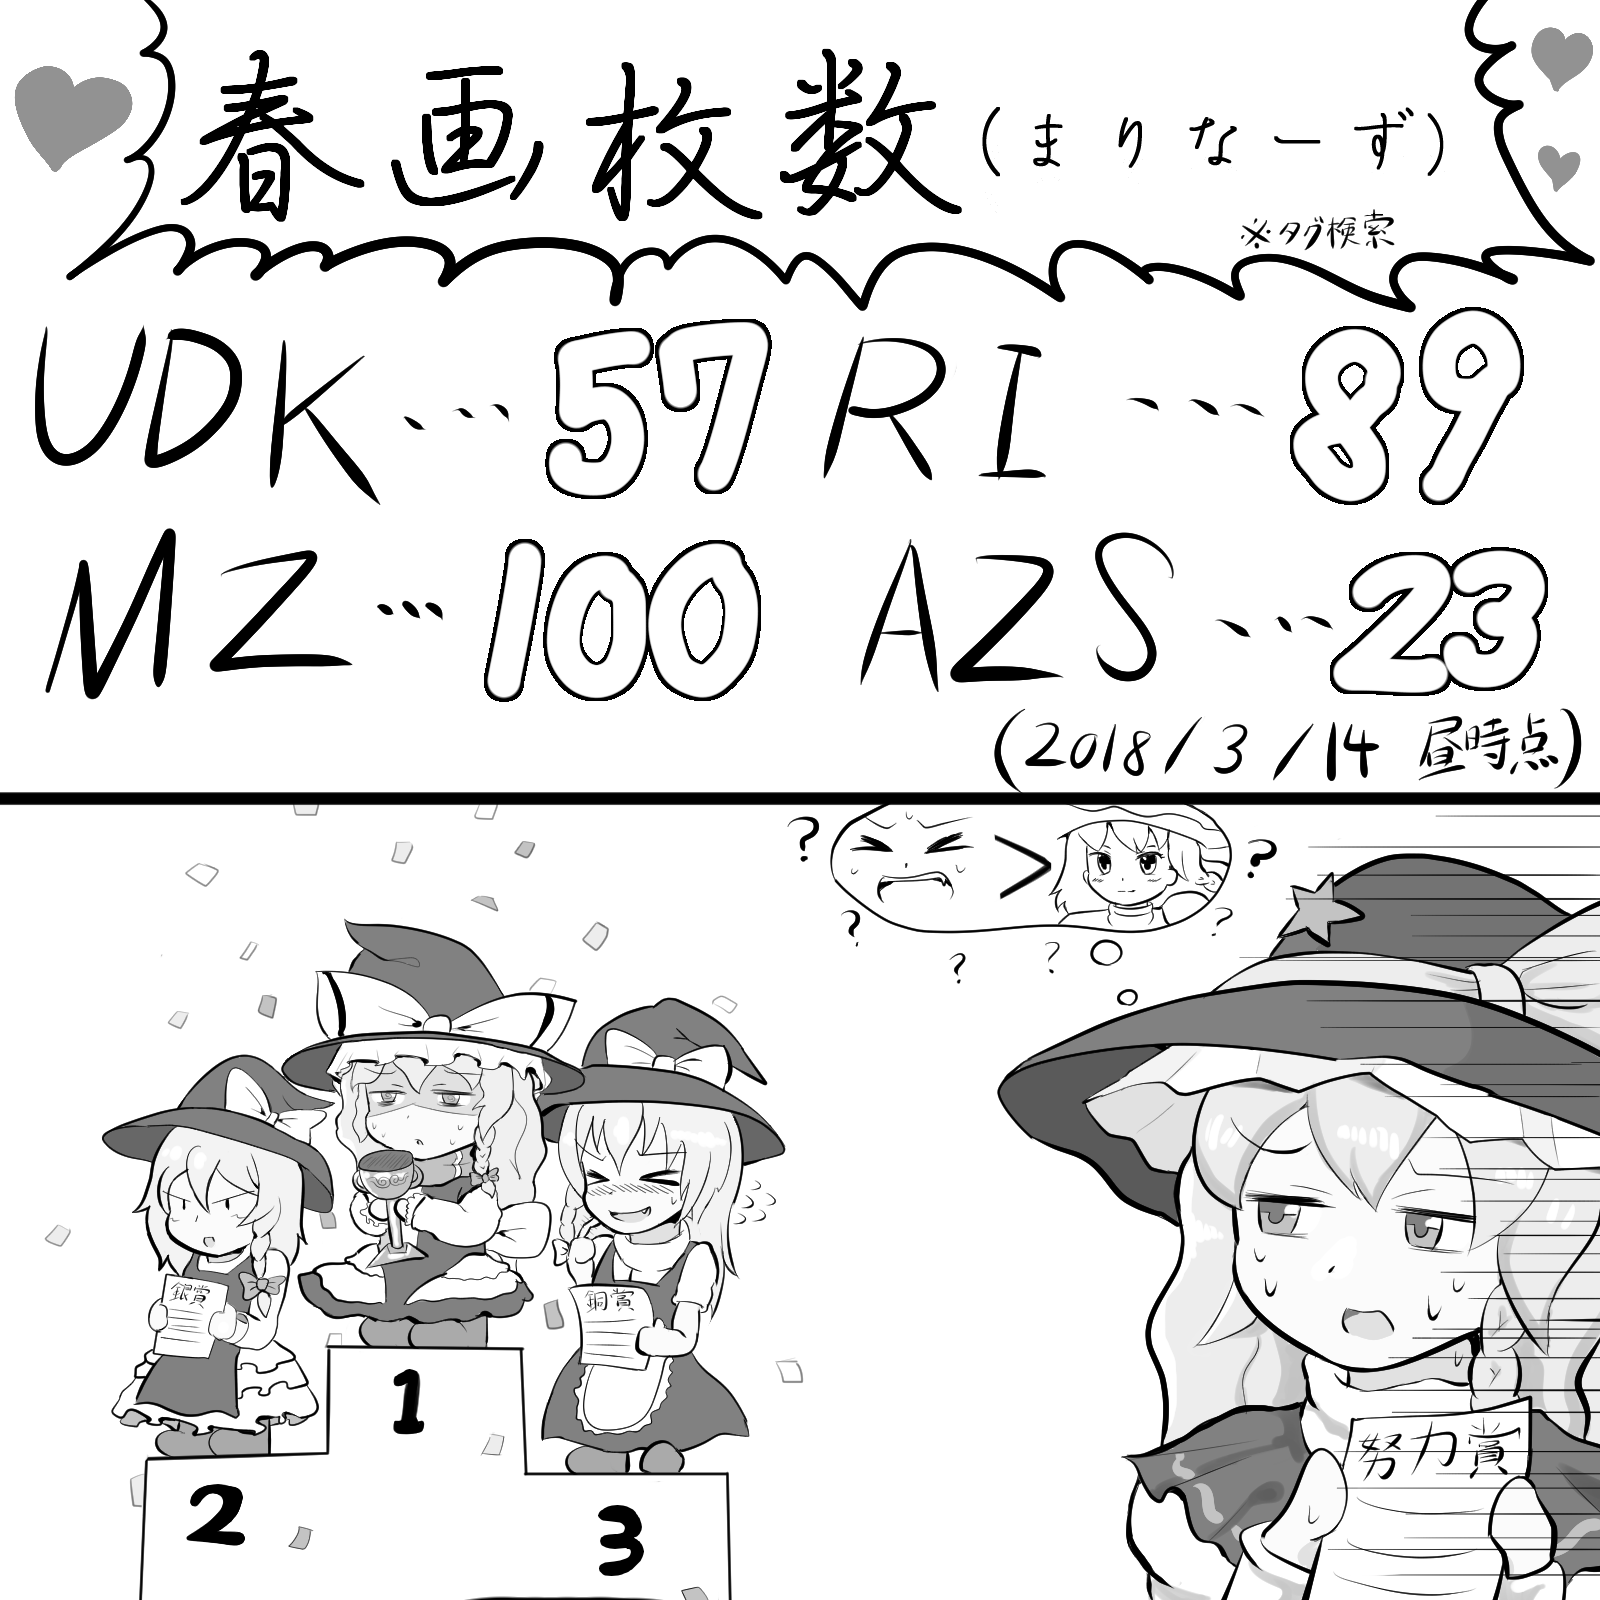 春画枚数(まりなーず)
※タグ検索
UDK…57 RI…89
MZ…100 AZS…23
(2018/3/14 昼時点)
? > ?
? ? ? ?
銀賞
銅賞
1
2
3
努力賞